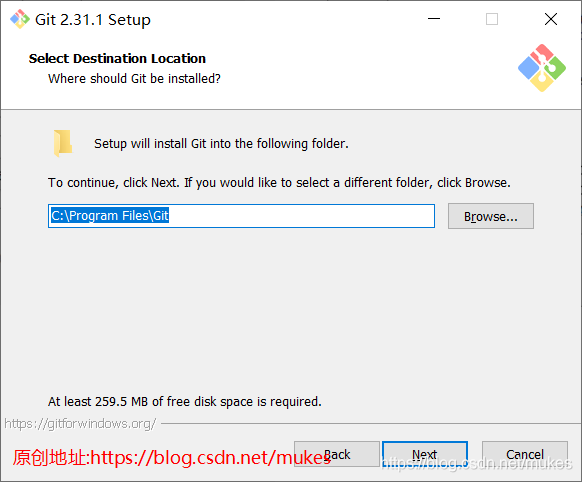 Git 2.31.1 Setup
Select Destination Location
Where should Git be installed?
Setup will install Git into the following folder.
To continue, click Next. If you would like to select a different folder, click Browse.
C:\Program Files\Git
Browse...
At least 259.5 MB of free disk space is required.
https://gitforwindows.org/
原创地址:https://blog.csdn.net/mukes
Back
Next
Cancel
https://blog.csdn.net/mukes